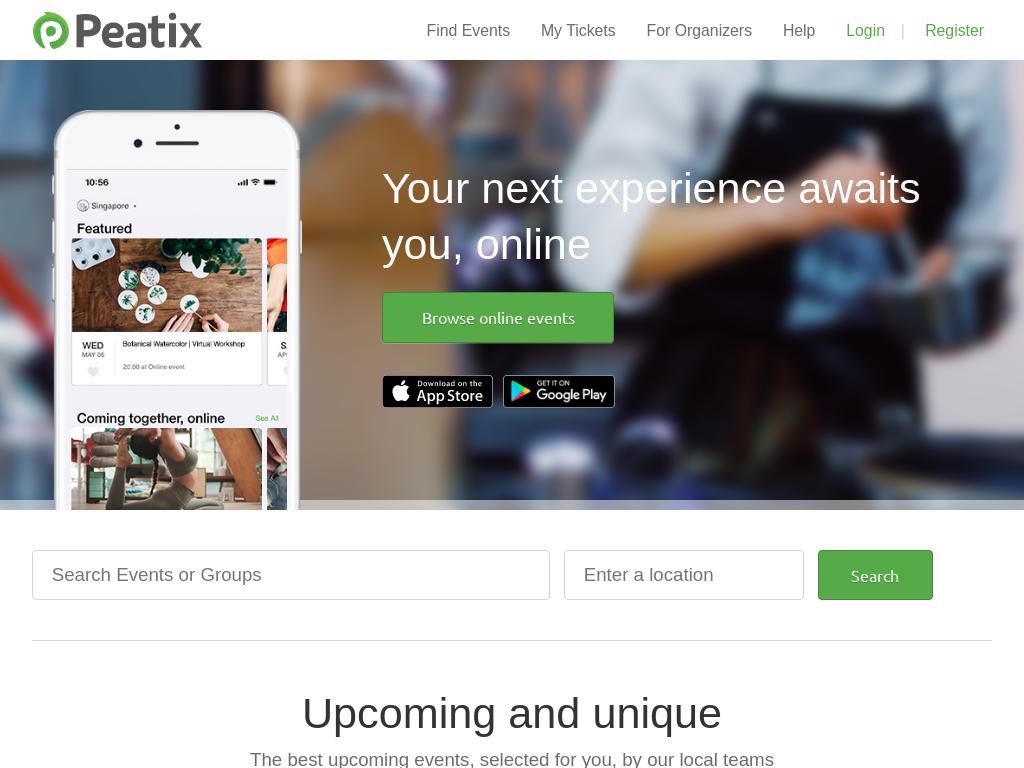 Peatix
Find Events
My Tickets
For Organizers
Help
Login
|
Register
10:56
Singapore
Featured
WED
MAY 06
Botanical Watercolor | Virtual Workshop
20:00 at Online event
Coming together, online
See All
Your next experience awaits
you, online
Browse online events
Download on the
App Store
GET IT ON
Google Play
Search Events or Groups
Enter a location
Search
Upcoming and unique
The best upcoming events, selected for you, by our local teams